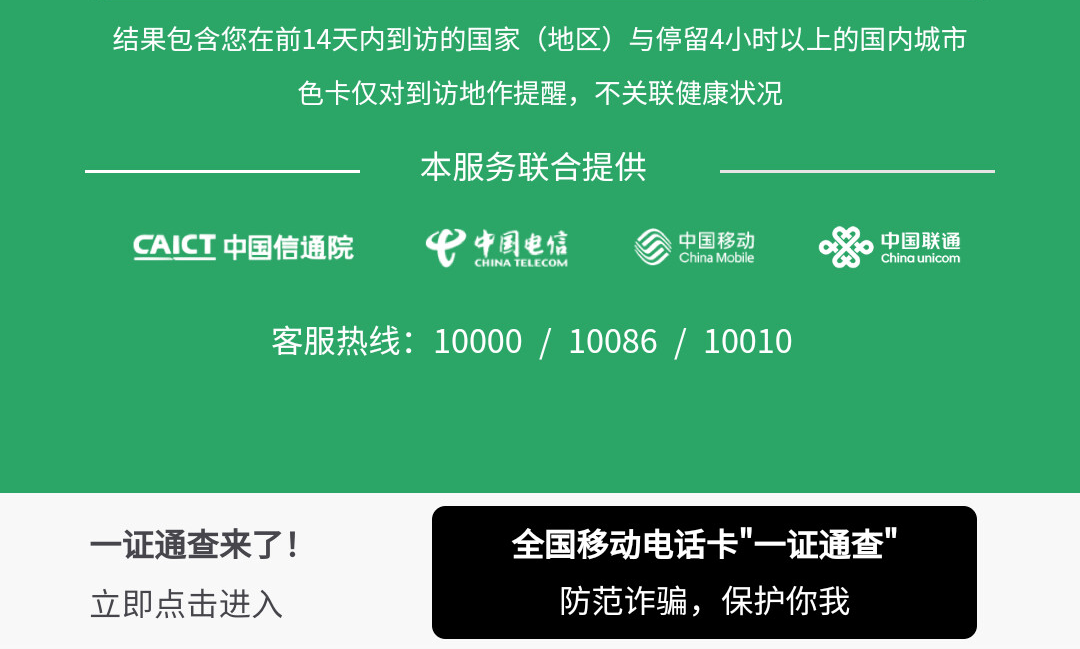 结果包含您在前14天内到访的国家（地区）与停留4小时以上的国内城市
色卡仅对到访地作提醒，不关联健康状况
本服务联合提供
CAICT 中国信通院
中国电信
CHINA TELECOM
中国移动
China Mobile
中国联通
China unicom
客服热线：10000 / 10086 / 10010
一证通查来了！
立即点击进入
全国移动电话卡"一证通查"
防范诈骗，保护你我